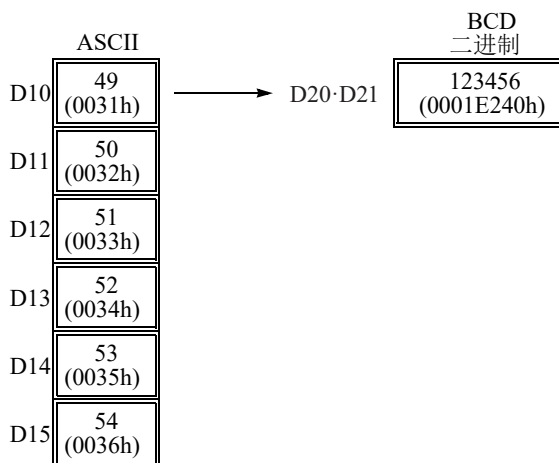 BCD
ASCII
二进制
D10
49
(0031h)
D20·D21
123456
(0001E240h)
D11
50
(0032h)
D12
51
(0033h)
D13
52
(0034h)
D14
53
(0035h)
D15
54
(0036h)